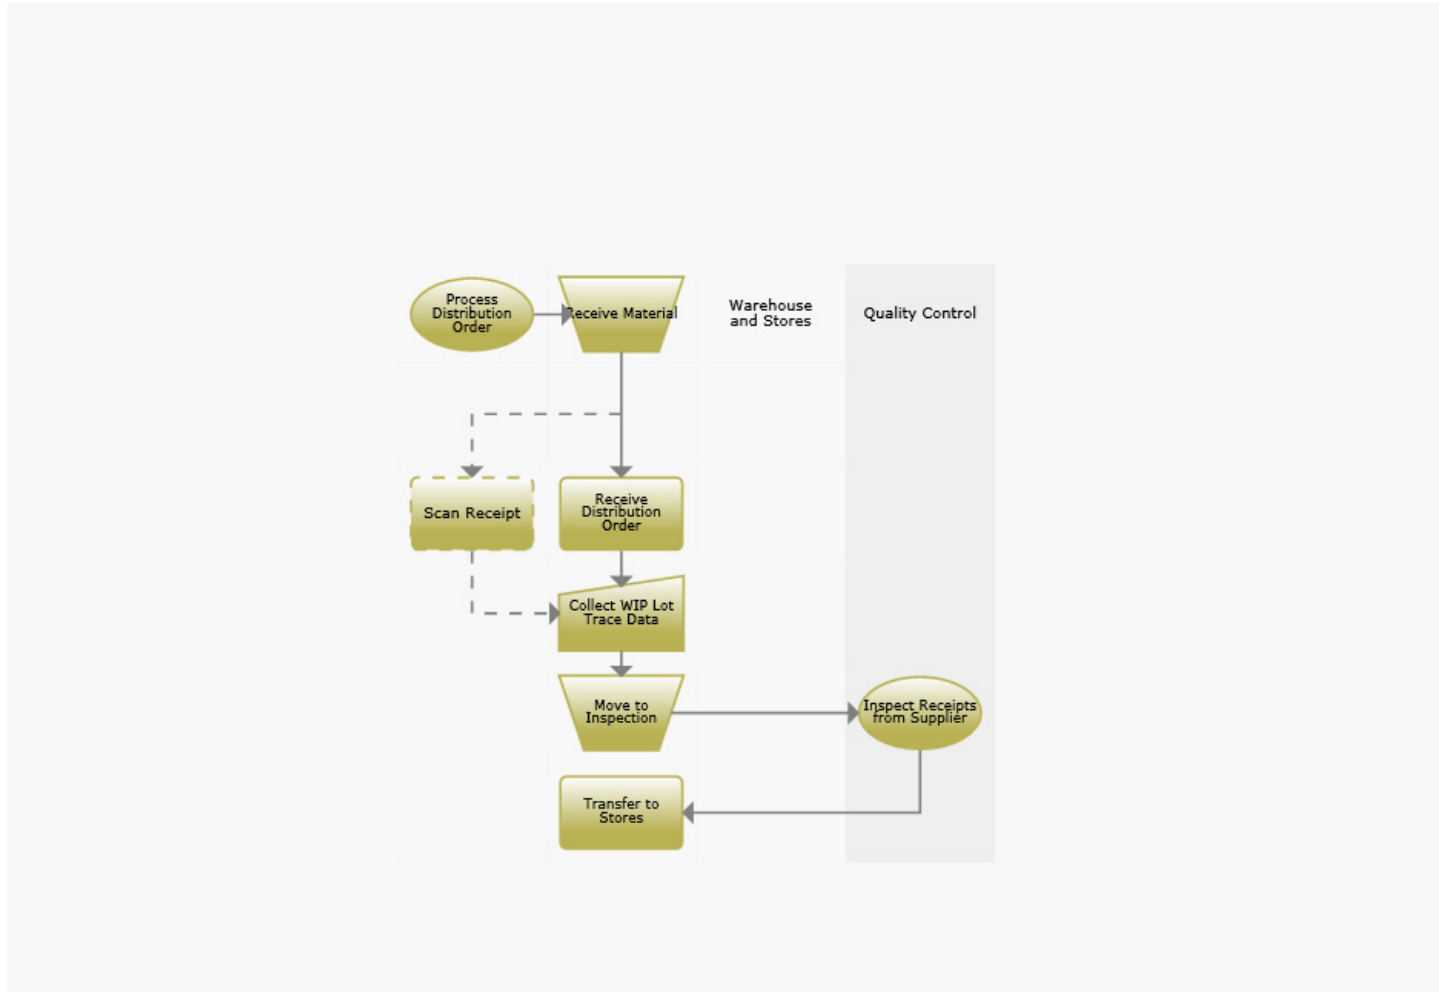 Process
Distribution
Order
Receive Material
Warehouse
and Stores
Quality Control
Scan Receipt
Receive
Distribution
Order
Collect WIP Lot
Trace Data
Move to
Inspection
Inspect Receipts
from Supplier
Transfer to
Stores